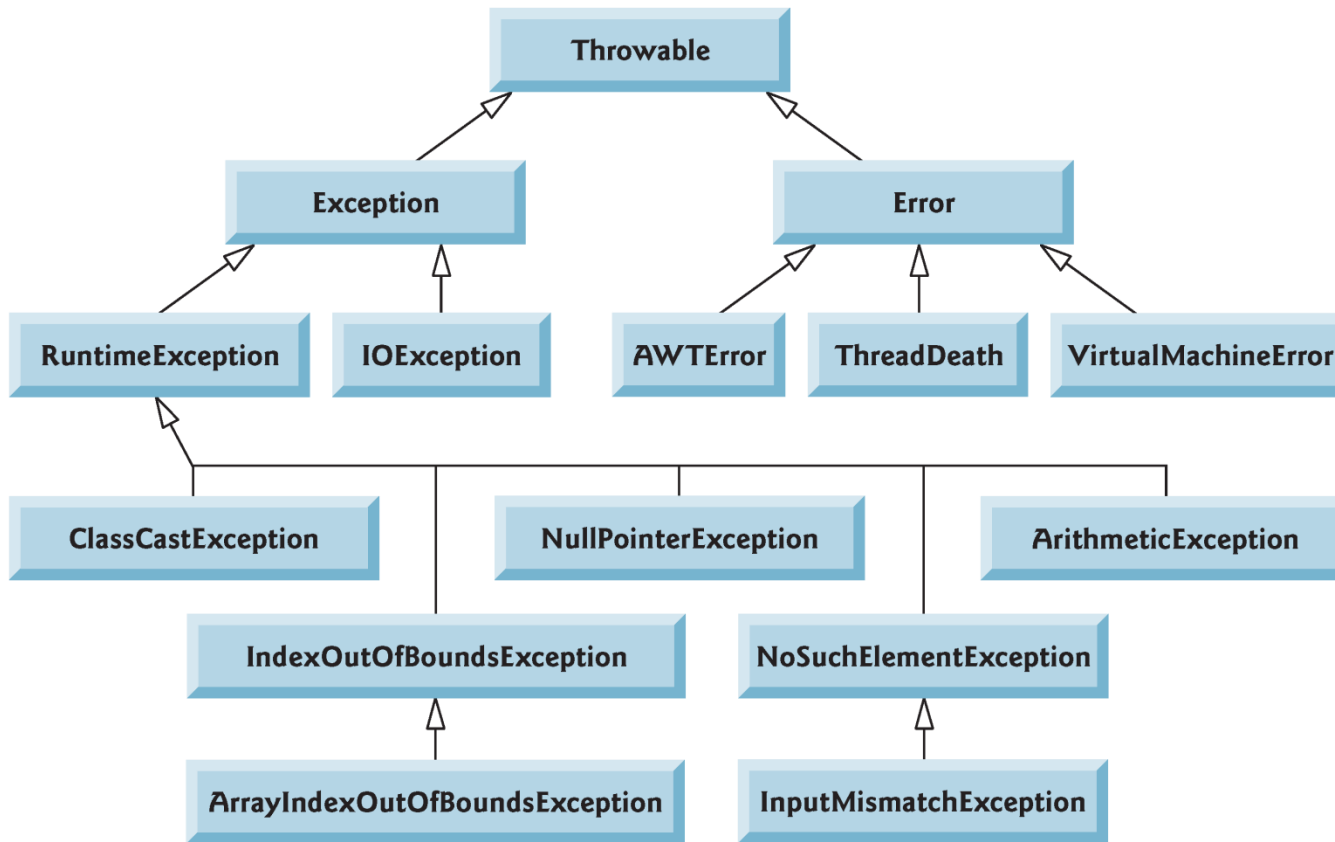 Throwable
Exception
Error
RuntimeException
IOException
AWTError
ThreadDeath
VirtualMachineError
ClassCastException
NullPointerException
ArithmeticException
IndexOutOfBoundsException
NoSuchElementException
ArrayIndexOutOfBoundsException
InputMismatchException